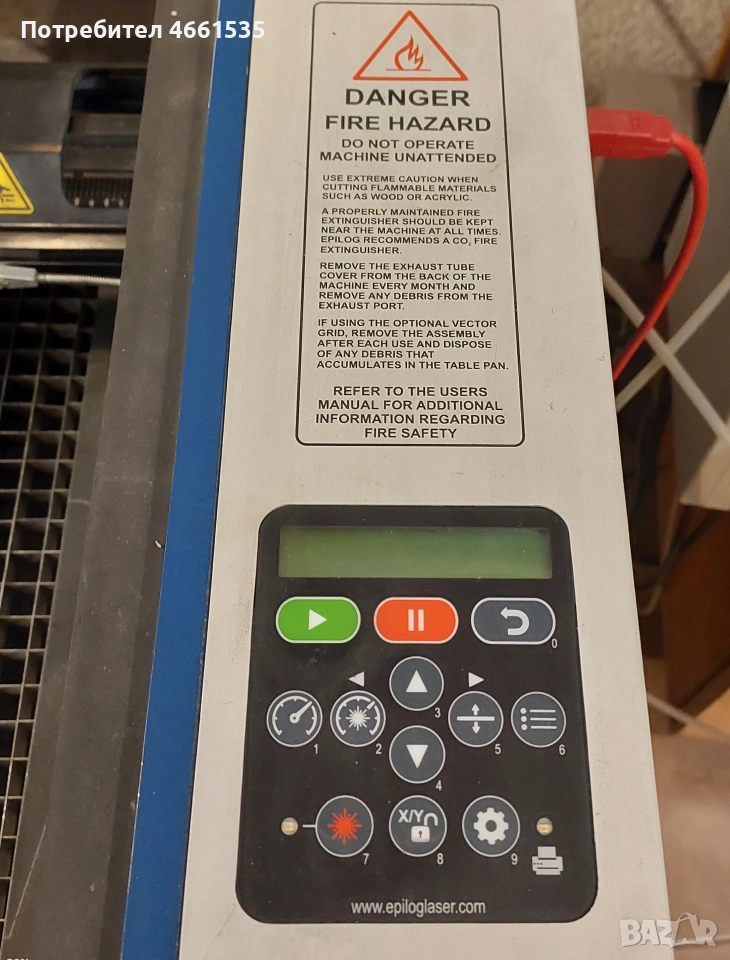 Потребител 4661535
DANGER
FIRE HAZARD
DO NOT OPERATE
MACHINE UNATTENDED
USE EXTREME CAUTION WHEN
CUTTING FLAMMABLE MATERIALS
SUCH AS WOOD OR ACRYLIC.
A PROPERLY MAINTAINED FIRE
EXTINGUISHER SHOULD BE KEPT
NEAR THE MACHINE AT ALL TIMES.
EPILOG RECOMMENDS A CO₂ FIRE
EXTINGUISHER.
REMOVE THE EXHAUST TUBE
COVER FROM THE BACK OF THE
MACHINE EVERY MONTH AND
REMOVE ANY DEBRIS FROM THE
EXHAUST PORT.
IF USING THE OPTIONAL VECTOR
GRID, REMOVE THE ASSEMBLY
AFTER EACH USE AND DISPOSE
OF ANY DEBRIS THAT
ACCUMULATES IN THE TABLE PAN.
REFER TO THE USERS
MANUAL FOR ADDITIONAL
INFORMATION REGARDING
FIRE SAFETY
0
1 2 3 5 6
4
X/Y
7 8 9
www.epiloglaser.com
BAZAR